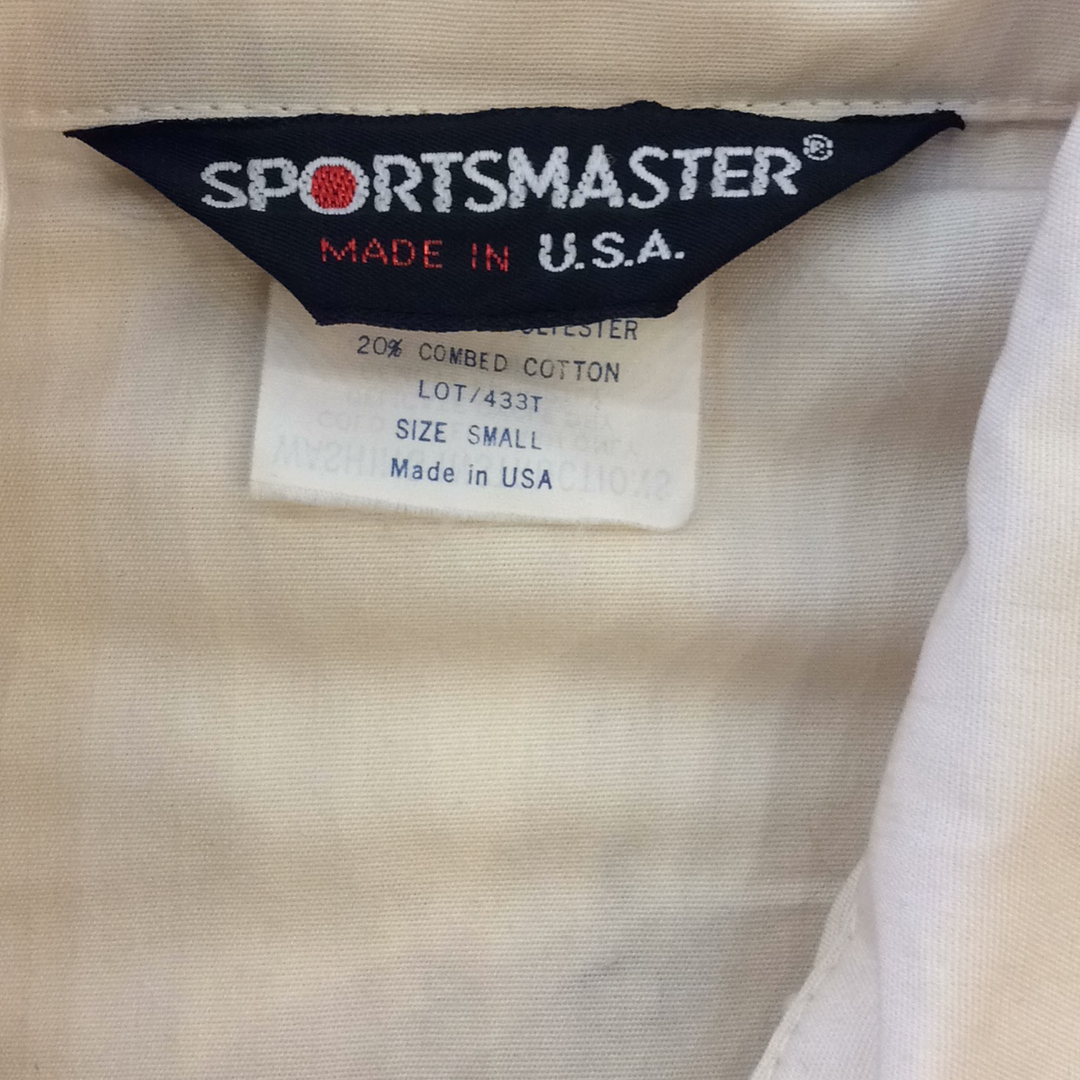 SPORTSMASTER®
MADE IN U.S.A.
20% COMBED COTTON
LOT/433T
SIZE SMALL
Made in USA